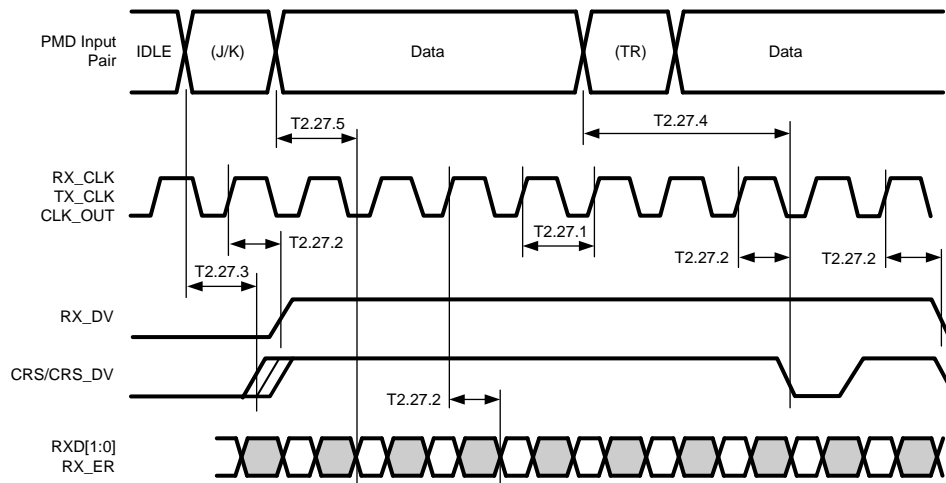 PMD Input
Pair
IDLE
(J/K)
Data
(TR)
Data
T2.27.5
T2.27.4
RX_CLK
TX_CLK
CLK_OUT
T2.27.2
T2.27.1
T2.27.2
T2.27.2
T2.27.3
RX_DV
CRS/CRS_DV
T2.27.2
RXD[1:0]
RX_ER